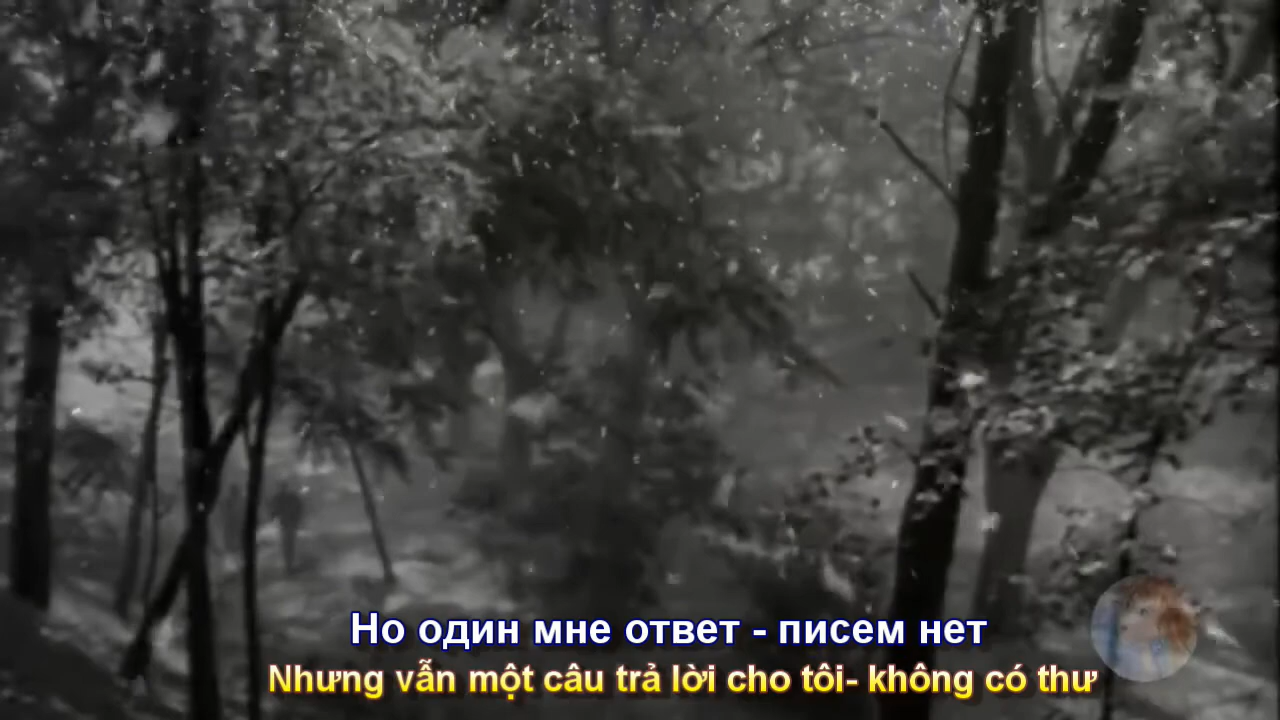 Но один мне ответ - писем нет
Nhưng vẫn một câu trả lời cho tôi- không có thư